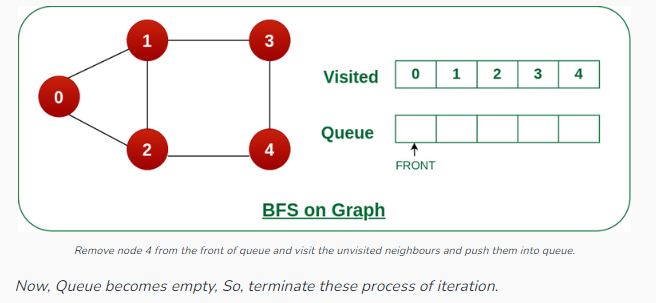 1
3
0
2
4
Visited 0 1 2 3 4
Queue
FRONT
BFS on Graph
Remove node 4 from the front of queue and visit the unvisited neighbours and push them into queue.
Now, Queue becomes empty, So, terminate these process of iteration.